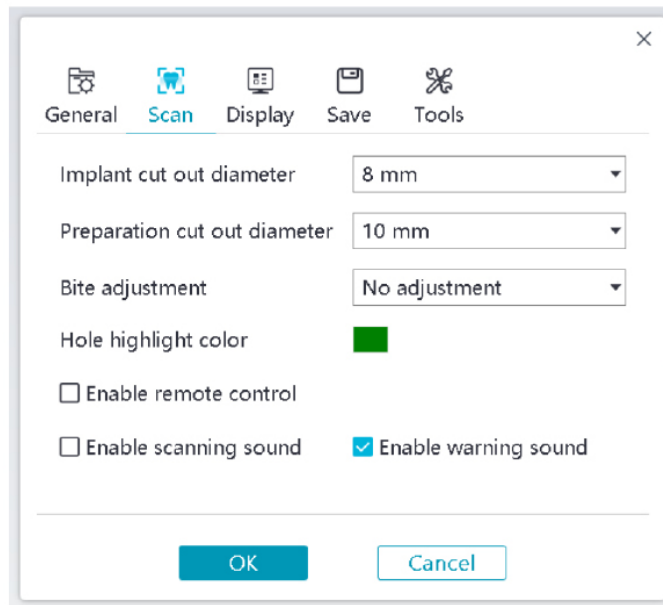 General Scan Display Save Tools
Implant cut out diameter 8 mm
Preparation cut out diameter 10 mm
Bite adjustment No adjustment
Hole highlight color
Enable remote control
Enable scanning sound Enable warning sound
OK Cancel